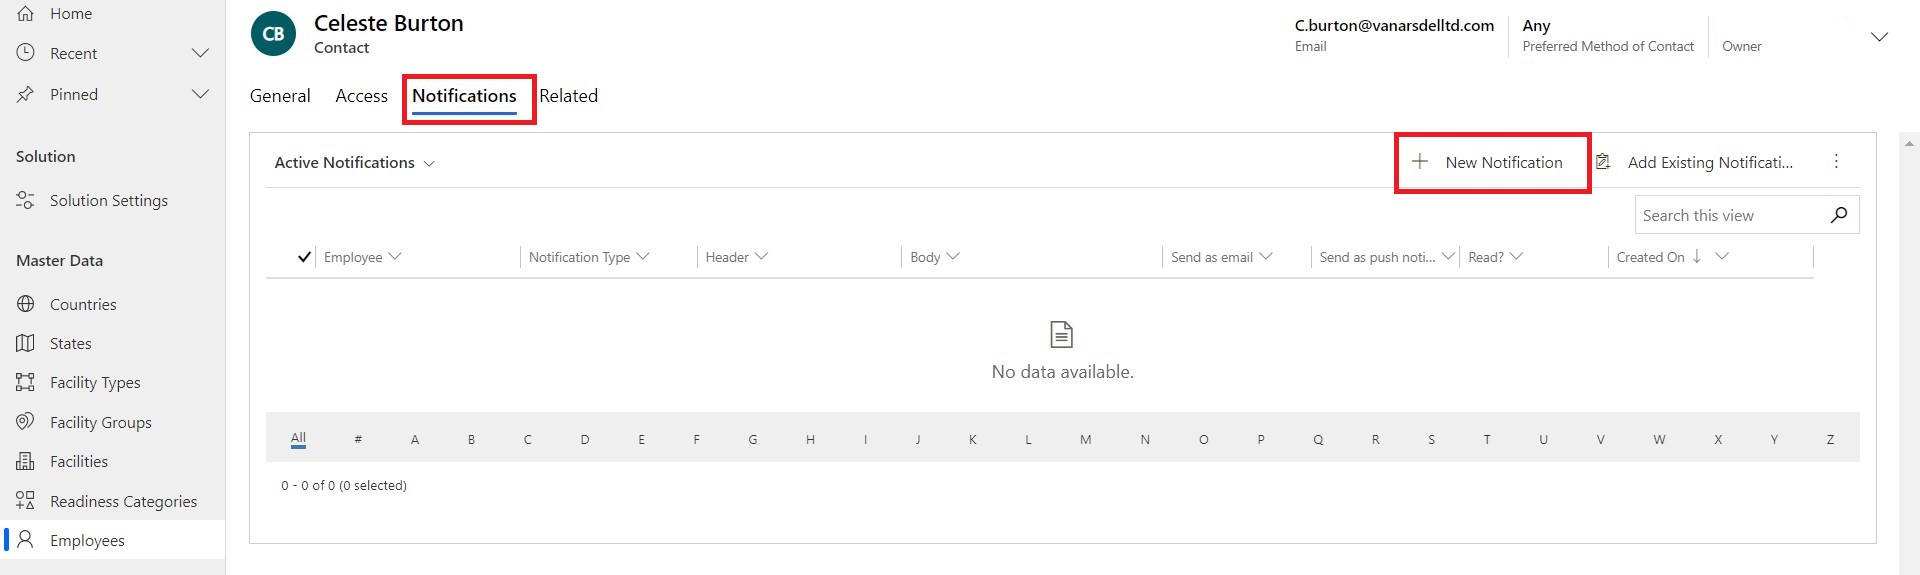 Home
Recent
Pinned
Solution
Solution Settings
Master Data
Countries
States
Facility Types
Facility Groups
Facilities
Readiness Categories
Employees
CB
Celeste Burton
Contact
C.burton@vanarsdelltd.com
Email
Any
Preferred Method of Contact
Owner
General Access Notifications Related
Active Notifications
New Notification
Add Existing Notificati...
Search this view
Employee Notification Type Header Body Send as email Send as push noti... Read? Created On
No data available.
All # A B C D E F G H I J K L M N O P Q R S T U V W X Y Z
0 - 0 of 0 (0 selected)